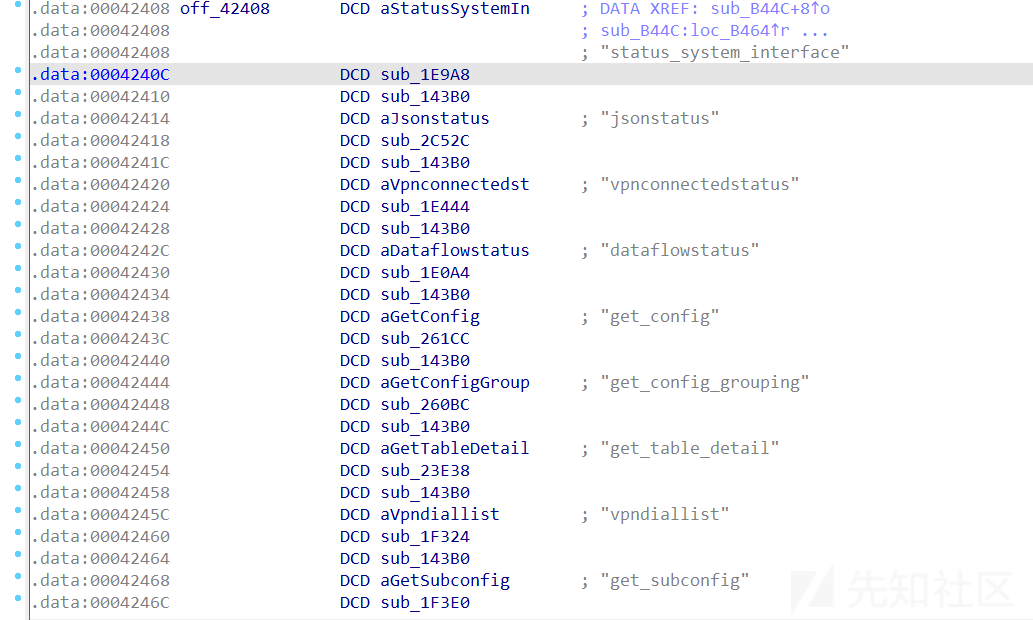 .data:00042408 off_42408 DCD aStatusSystemIn ; DATA XREF: sub_B44C+8↑o
.data:00042408 ; sub_B44C:loc_B464↑r ...
.data:00042408 ; "status_system_interface"
.data:0004240C DCD sub_1E9A8
.data:00042410 DCD sub_143B0
.data:00042414 DCD aJsonstatus ; "jsonstatus"
.data:00042418 DCD sub_2C52C
.data:0004241C DCD sub_143B0
.data:00042420 DCD aVpnconnectedst ; "vpnconnectedstatus"
.data:00042424 DCD sub_1E444
.data:00042428 DCD sub_143B0
.data:0004242C DCD aDataflowstatus ; "dataflowstatus"
.data:00042430 DCD sub_1E0A4
.data:00042434 DCD sub_143B0
.data:00042438 DCD aGetConfig ; "get_config"
.data:0004243C DCD sub_261CC
.data:00042440 DCD sub_143B0
.data:00042444 DCD aGetConfigGroup ; "get_config_grouping"
.data:00042448 DCD sub_260BC
.data:0004244C DCD sub_143B0
.data:00042450 DCD aGetTableDetail ; "get_table_detail"
.data:00042454 DCD sub_23E38
.data:00042458 DCD sub_143B0
.data:0004245C DCD aVpndiallist ; "vpndiallist"
.data:00042460 DCD sub_1F324
.data:00042464 DCD sub_143B0
.data:00042468 DCD aGetSubconfig ; "get_subconfig"
.data:0004246C DCD sub_1F3E0
先知社区